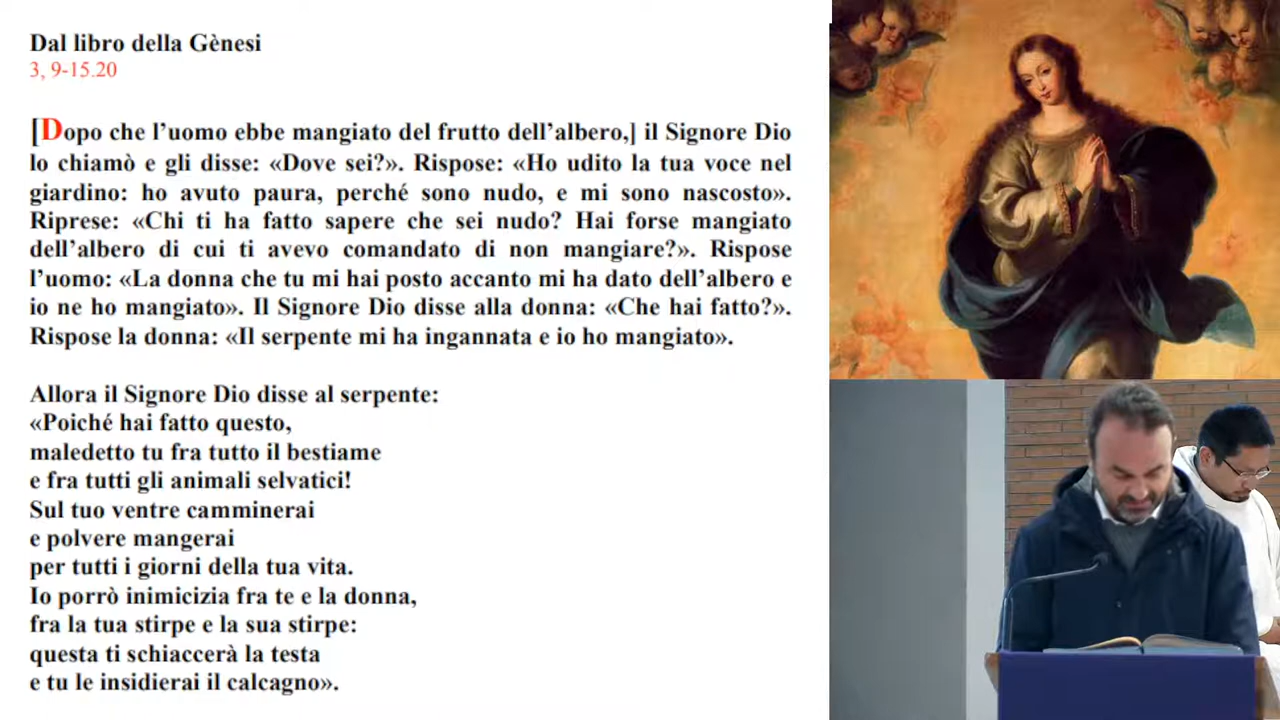 Dal libro della Gènesi
3, 9-15.20
[Dopo che l’uomo ebbe mangiato del frutto dell’albero,] il Signore Dio
lo chiamò e gli disse: «Dove sei?». Rispose: «Ho udito la tua voce nel
giardino: ho avuto paura, perché sono nudo, e mi sono nascosto».
Riprese: «Chi ti ha fatto sapere che sei nudo? Hai forse mangiato
dell’albero di cui ti avevo comandato di non mangiare?». Rispose
l’uomo: «La donna che tu mi hai posto accanto mi ha dato dell’albero e
io ne ho mangiato». Il Signore Dio disse alla donna: «Che hai fatto?».
Rispose la donna: «Il serpente mi ha ingannata e io ho mangiato».
Allora il Signore Dio disse al serpente:
«Poiché hai fatto questo,
maledetto tu fra tutto il bestiame
e fra tutti gli animali selvatici!
Sul tuo ventre camminerai
e polvere mangerai
per tutti i giorni della tua vita.
Io porrò inimicizia fra te e la donna,
fra la tua stirpe e la sua stirpe:
questa ti schiaccerà la testa
e tu le insidierai il calcagno».